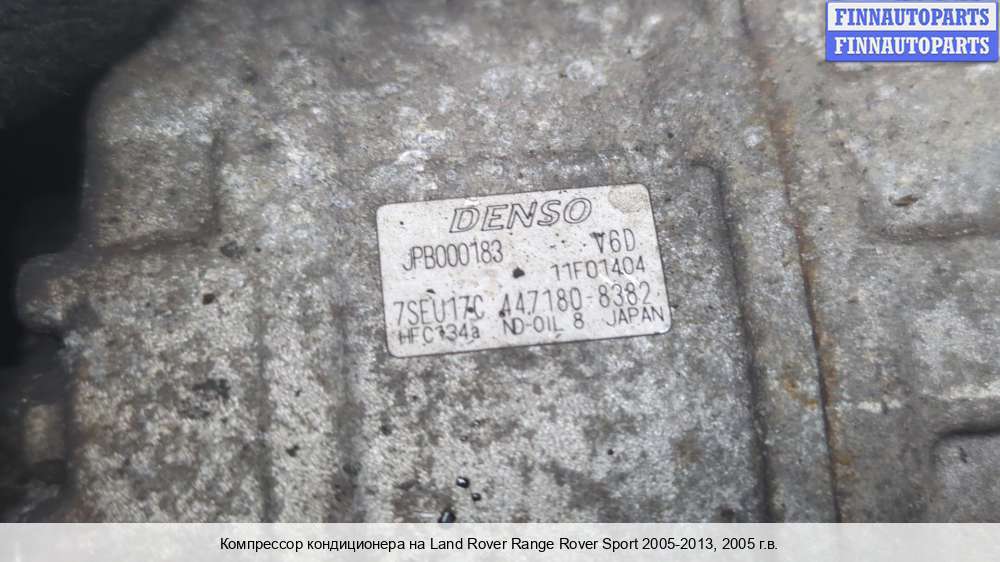 FINNAUTOPARTS
FINNAUTOPARTS
DENSO
JPB000183 V6D
11F01404
7SEU17C 447180-8382
HFC134a ND-OIL 8 JAPAN
Компрессор кондиционера на Land Rover Range Rover Sport 2005-2013, 2005 г.в.